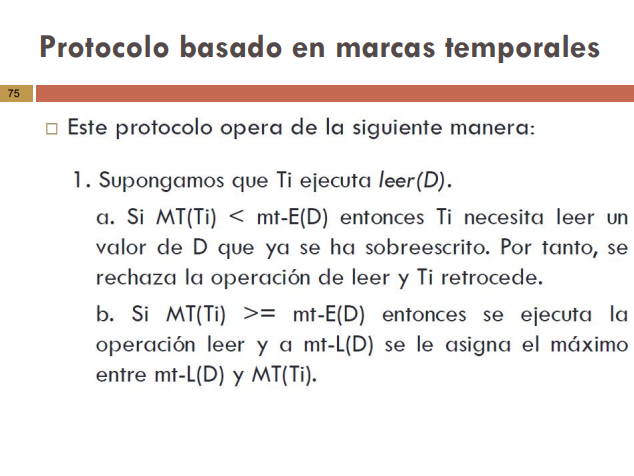 Protocolo basado en marcas temporales
75
Este protocolo opera de la siguiente manera:
1. Supongamos que Ti ejecuta leer(D).
a. Si MT(Ti) < mt-E(D) entonces Ti necesita leer un
valor de D que ya se ha sobreescrito. Por tanto, se
rechaza la operación de leer y Ti retrocede.
b. Si MT(Ti) >= mt-E(D) entonces se ejecuta la
operación leer y a mt-L(D) se le asigna el máximo
entre mt-L(D) y MT(Ti).